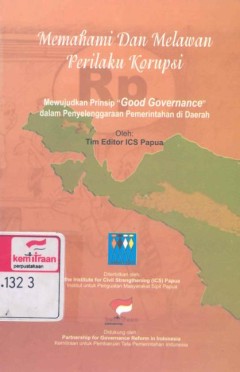 Memahami Dan Melawan
Perilaku Korupsi
Rp
Mewujudkan Prinsip "Good Governance"
dalam Penyelenggaraan Pemerintahan di Daerah
Oleh:
Tim Editor ICS Papua
kemitraan
perpustakaan
.132 3
Diterbitkan oleh:
the Institute for Civil Strengthening (ICS) Papua
Institut untuk Penguatan Masyarakat Sipil Papua
Didukung oleh:
Partnership for Governance Reform in Indonesia
Kemitraan untuk Pembaruan Tata Pemerintahan Indonesia